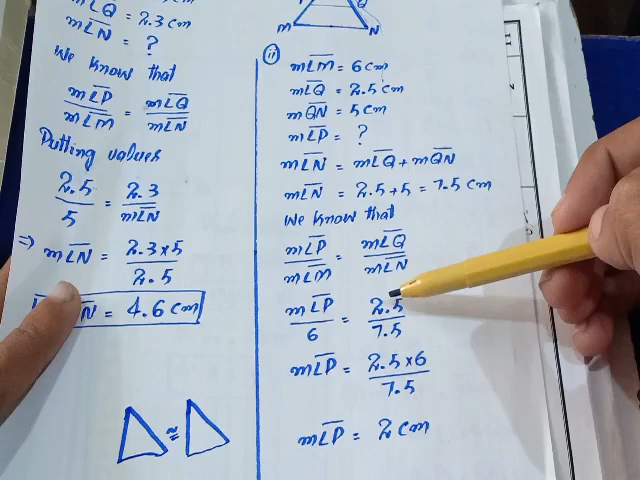 mLQ = 2.3 cm
mLN = ?
We know that
mLP / mLM = mLQ / mLN
Putting values
2.5 / 5 = 2.3 / mLN
⇒ mLN = 2.3 × 5 / 2.5
N = 4.6 cm
≅
Q
M N
ii
mLM = 6 cm
mLQ = 2.5 cm
mQN = 5 cm
mLP = ?
mLN = mLQ + mQN
mLN = 2.5 + 5 = 7.5 cm
We know that
mLP / mLM = mLQ / mLN
mLP / 6 = 2.5 / 7.5
mLP = 2.5 × 6 / 7.5
mLP = 2 cm